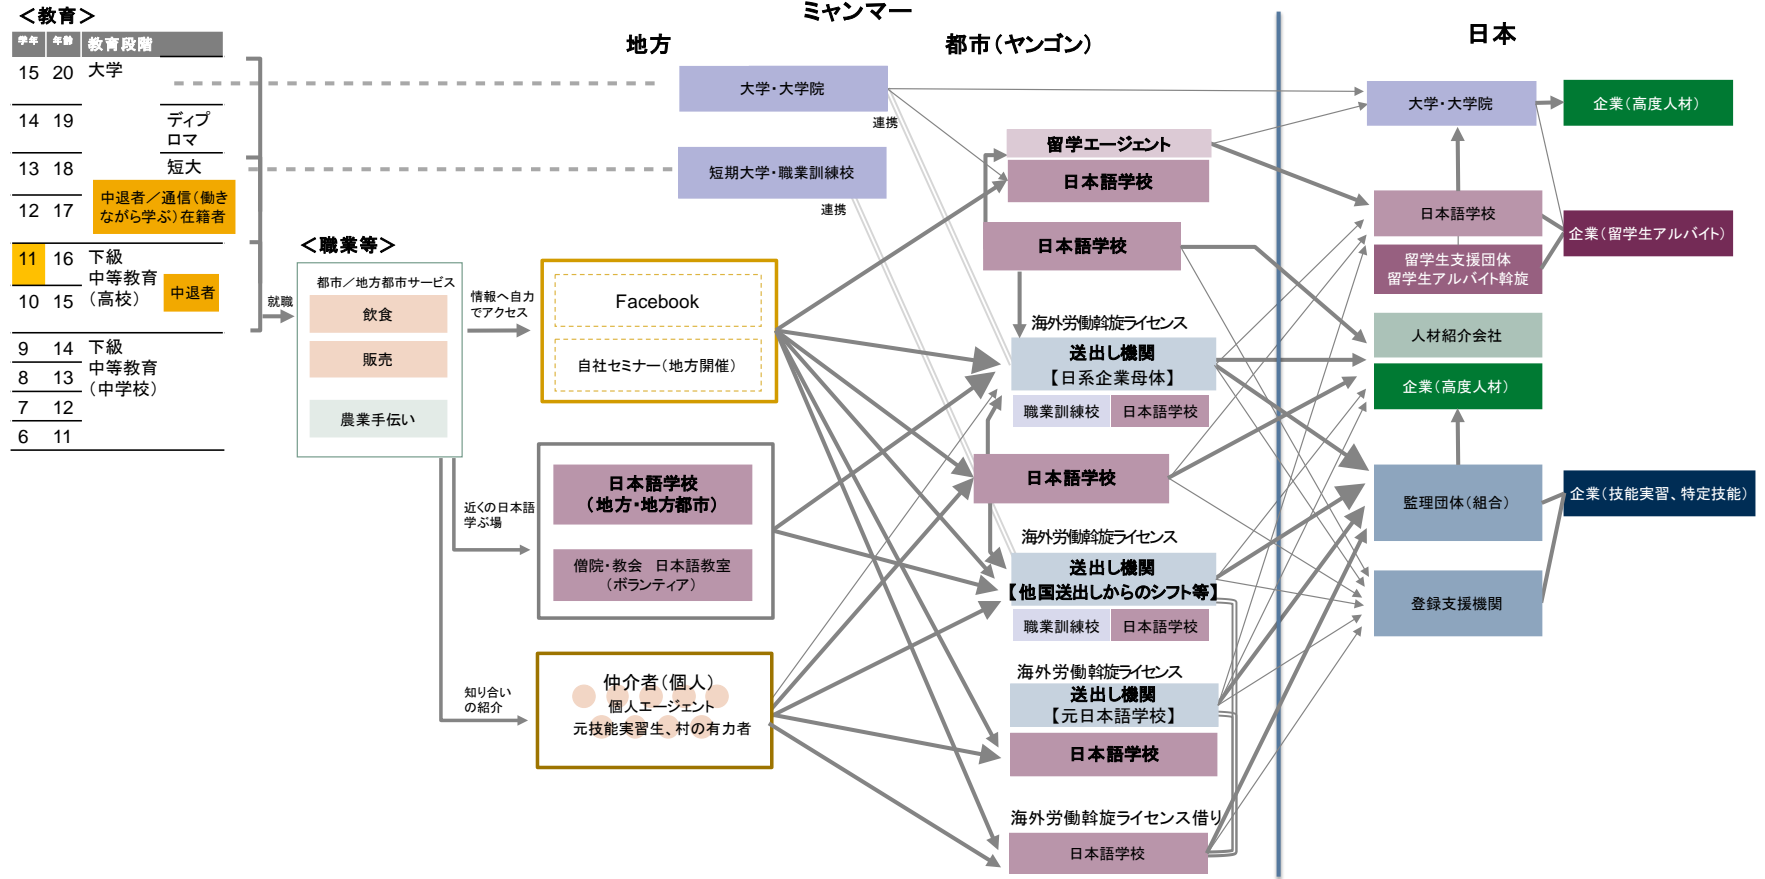 ＜教育＞
ミャンマー
地方
都市（ヤンゴン）
日本
学年 年齢 教育段階
15 20 大学
14 19 ディプ
ロマ
13 18 短大
12 17
中退者／通信（働き
ながら学ぶ）在籍者
11 16 下級
中等教育
（高校）
10 15
中退者
9 14 下級
中等教育
（中学校）
8 13
7 12
6 11
就職
＜職業等＞
都市／地方都市サービス
飲食
販売
農業手伝い
情報へ自力
でアクセス
近くの日本語
学ぶ場
知り合い
の紹介
大学・大学院
連携
短期大学・職業訓練校
連携
Facebook
自社セミナー（地方開催）
日本語学校
（地方・地方都市）
僧院・教会 日本語教室
（ボランティア）
仲介者（個人）
個人エージェント
元技能実習生、村の有力者
留学エージェント
日本語学校
日本語学校
海外労働斡旋ライセンス
送出し機関
【日系企業母体】
職業訓練校 日本語学校
日本語学校
海外労働斡旋ライセンス
送出し機関
【他国送出しからのシフト等】
職業訓練校 日本語学校
海外労働斡旋ライセンス
送出し機関
【元日本語学校】
日本語学校
海外労働斡旋ライセンス借り
日本語学校
大学・大学院
企業（高度人材）
日本語学校
企業（留学生アルバイト）
留学生支援団体
留学生アルバイト斡旋
人材紹介会社
企業（高度人材）
監理団体（組合）
企業（技能実習、特定技能）
登録支援機関